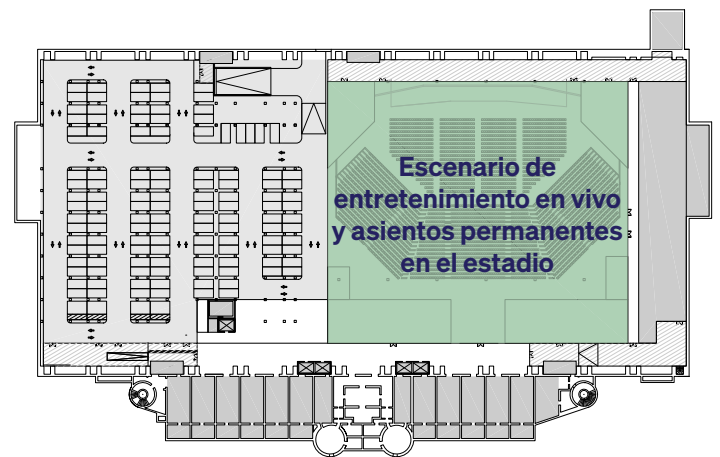 Escenario de
entretenimiento en vivo
y asientos permanentes
en el estadio